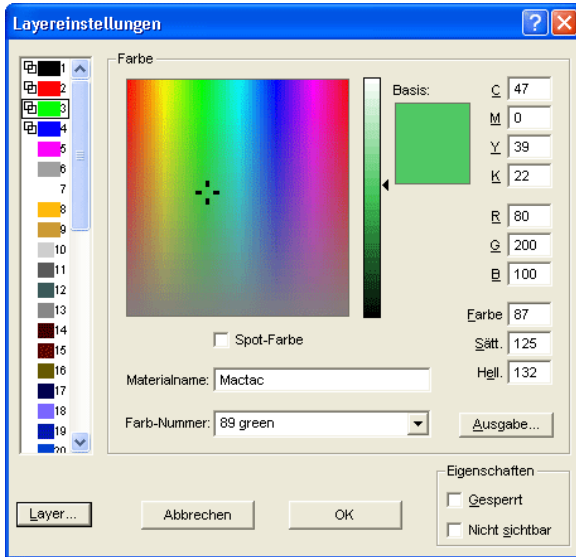 Layereinstellungen
1
2
3
4
5
6
7
8
9
10
11
12
13
14
15
16
17
18
19
20
Farbe
Basis:
C 47
M 0
Y 39
K 22
R 80
G 200
B 100
Farbe 87
Sätt. 125
Hell. 132
Spot-Farbe
Materialname: Mactac
Farb-Nummer: 89 green
Ausgabe...
Eigenschaften
Gesperrt
Nicht sichtbar
Layer...
Abbrechen
OK